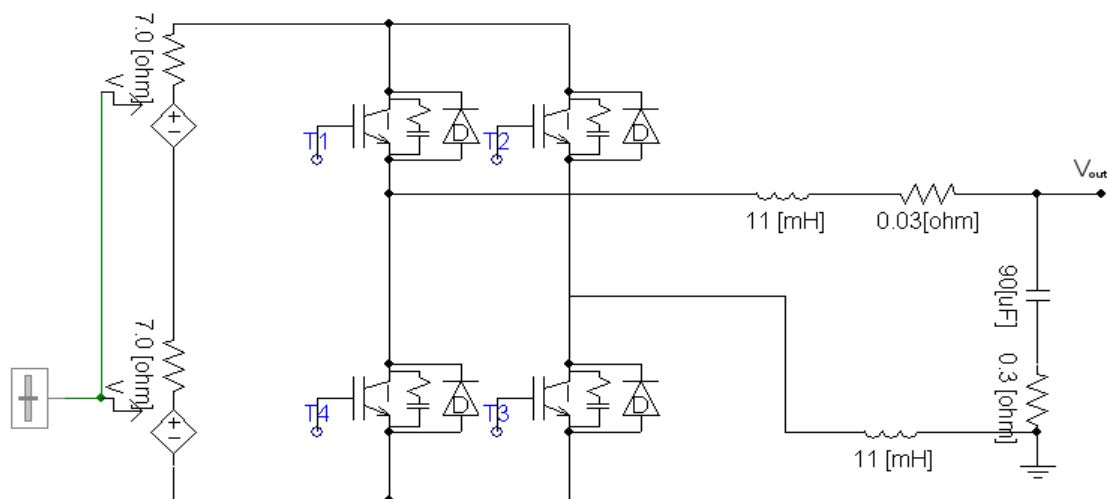 7.0 [ohm]
V
+
-
T1
D
T2
D
Vout
11 [mH]
0.03[ohm]
90[uF]
0.3 [ohm]
7.0 [ohm]
V
+
-
T4
D
T3
D
11 [mH]